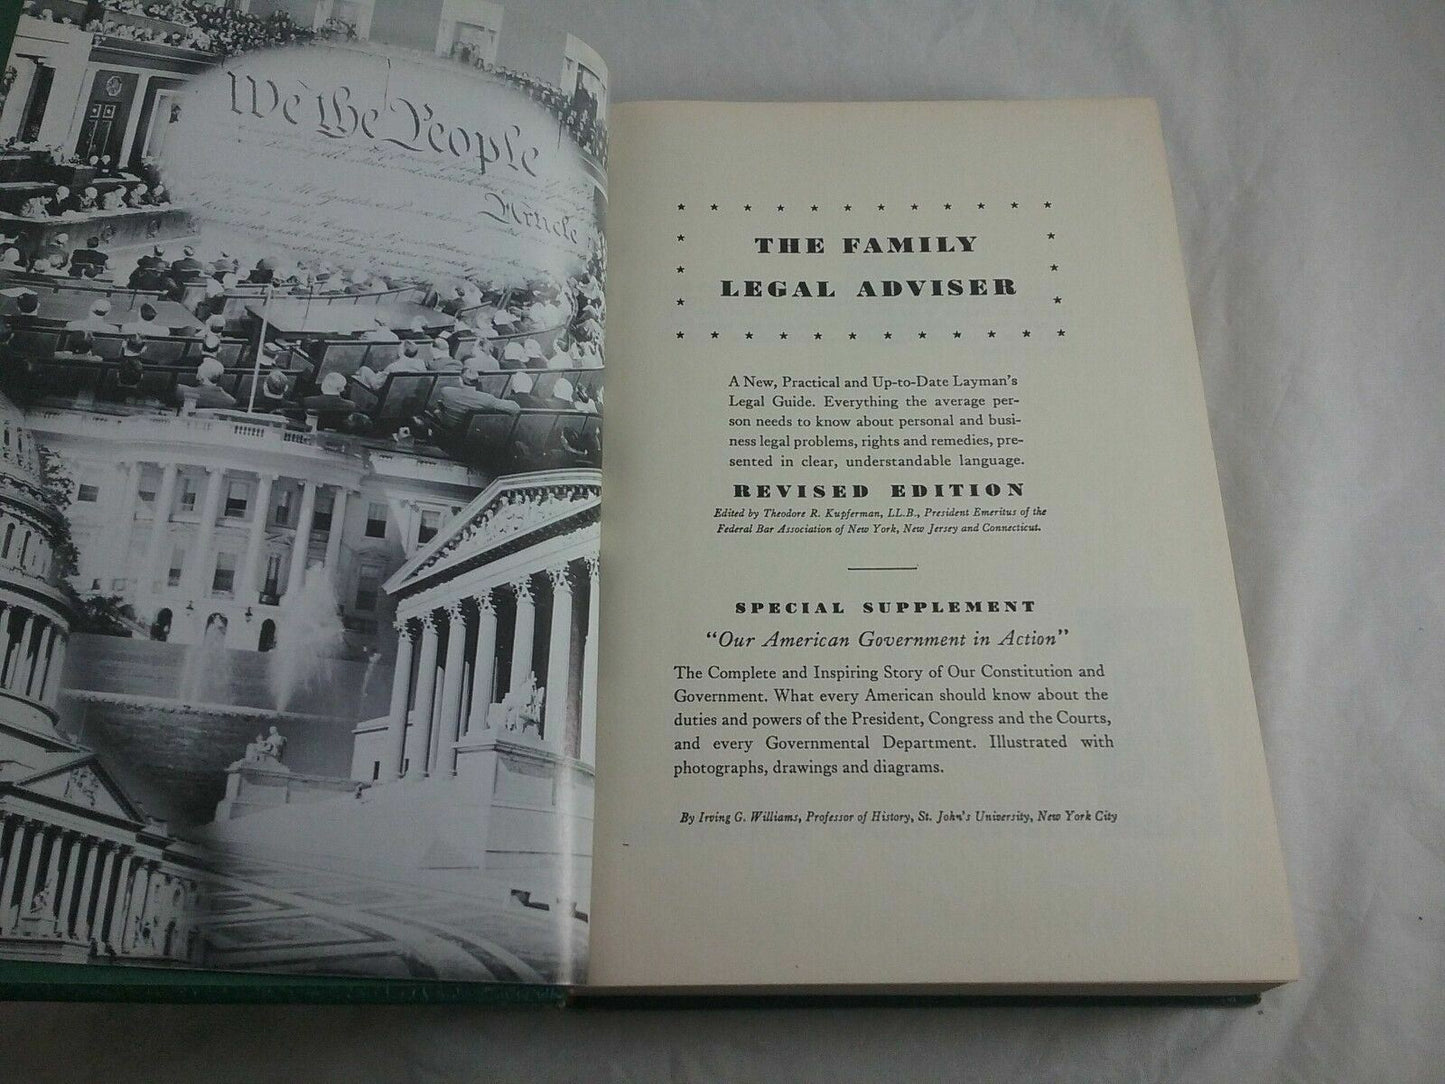 We the People
Article
THE FAMILY
LEGAL ADVISER
A New, Practical and Up-to-Date Layman's
Legal Guide. Everything the average per-
son needs to know about personal and busi-
ness legal problems, rights and remedies, pre-
sented in clear, understandable language.
REVISED EDITION
Edited by Theodore R. Kupferman, LL.B., President Emeritus of the
Federal Bar Association of New York, New Jersey and Connecticut.
SPECIAL SUPPLEMENT
"Our American Government in Action"
The Complete and Inspiring Story of Our Constitution and
Government. What every American should know about the
duties and powers of the President, Congress and the Courts,
and every Governmental Department. Illustrated with
photographs, drawings and diagrams.
By Irving G. Williams, Professor of History, St. John's University, New York City